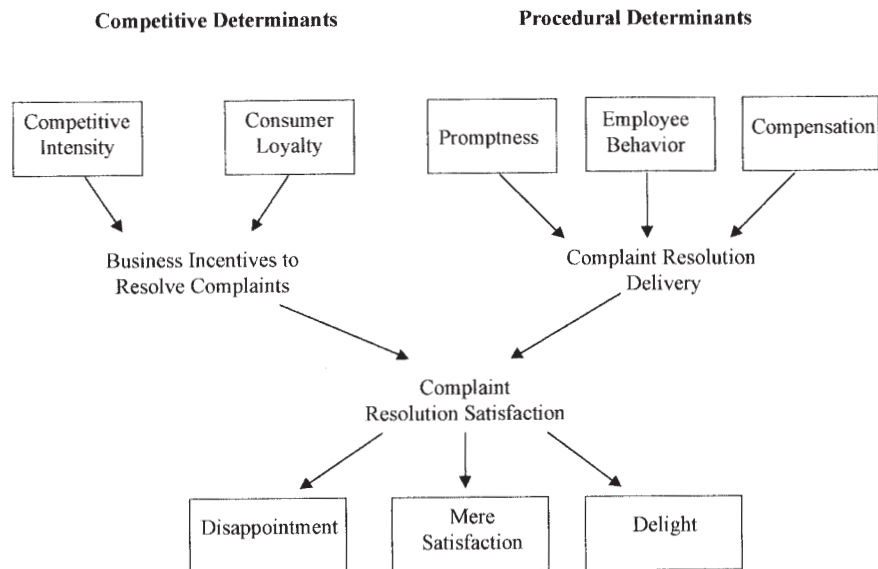 Competitive Determinants
Procedural Determinants
Competitive
Intensity
Consumer
Loyalty
Promptness
Employee
Behavior
Compensation
Business Incentives to
Resolve Complaints
Complaint Resolution
Delivery
Complaint
Resolution Satisfaction
Disappointment
Mere
Satisfaction
Delight